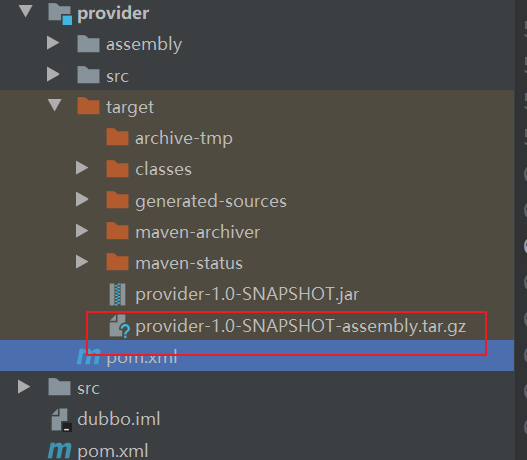 provider
assembly
src
target
archive-tmp
classes
generated-sources
maven-archiver
maven-status
provider-1.0-SNAPSHOT.jar
provider-1.0-SNAPSHOT-assembly.tar.gz
pom.xml
src
dubbo.iml
pom.xml